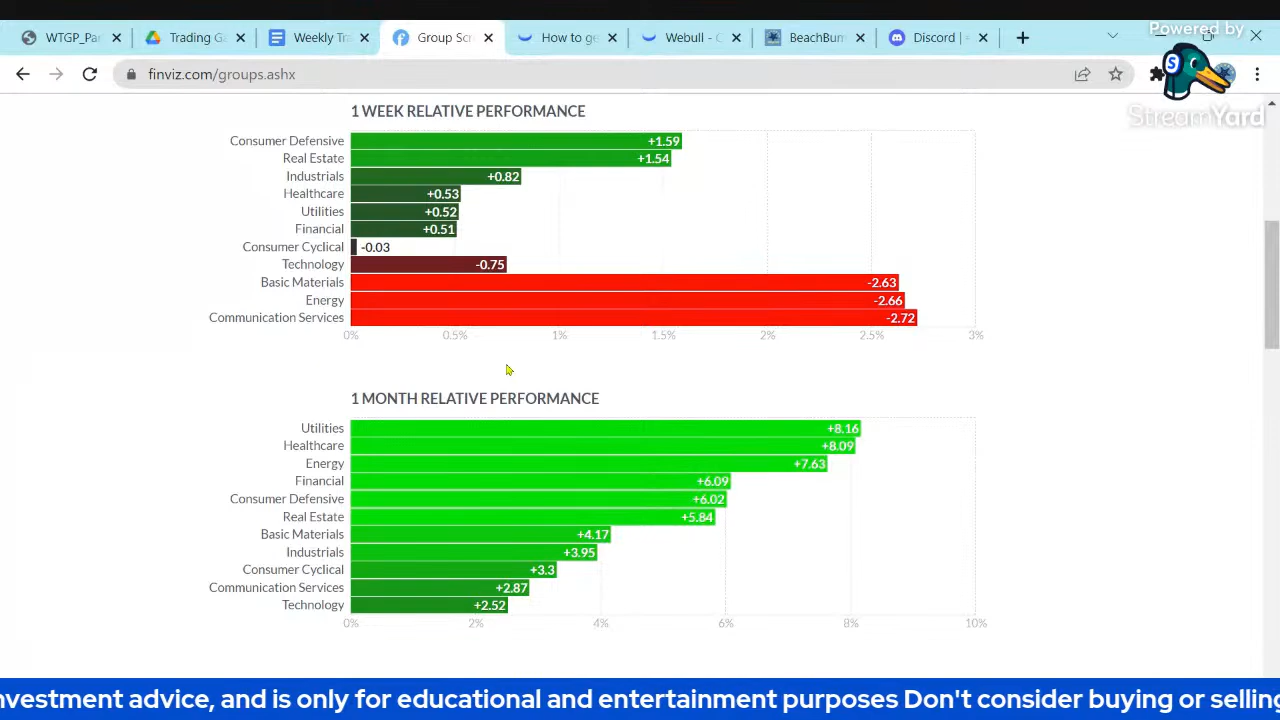 WTGP_Pa
Trading G
Weekly Tr
Group Scr
How to ge
Webull - C
BeachBum
Discord |
Powered by
finviz.com/groups.ashx
StreamYard
1 WEEK RELATIVE PERFORMANCE
Consumer Defensive +1.59
Real Estate +1.54
Industrials +0.82
Healthcare +0.53
Utilities +0.52
Financial +0.51
Consumer Cyclical -0.03
Technology -0.75
Basic Materials -2.63
Energy -2.66
Communication Services -2.72
0% 0.5% 1% 1.5% 2% 2.5% 3%
1 MONTH RELATIVE PERFORMANCE
Utilities +8.16
Healthcare +8.09
Energy +7.63
Financial +6.09
Consumer Defensive +6.02
Real Estate +5.84
Basic Materials +4.17
Industrials +3.95
Consumer Cyclical +3.3
Communication Services +2.87
Technology +2.52
0% 2% 4% 6% 8% 10%
nvestment advice, and is only for educational and entertainment purposes Don't consider buying or selling